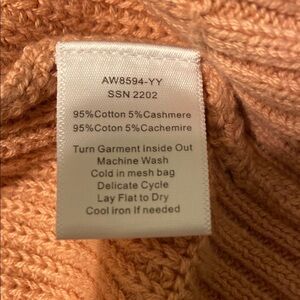 AW8594-YY
SSN 2202
95%Cotton 5%Cashmere
95%Coton 5%Cachemire
Turn Garment Inside Out
Machine Wash
Cold in mesh bag
Delicate Cycle
Lay Flat to Dry
Cool iron If needed